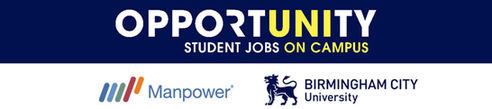 OPPORTUNITY
STUDENT JOBS ON CAMPUS
Manpower®
BIRMINGHAM CITY
University